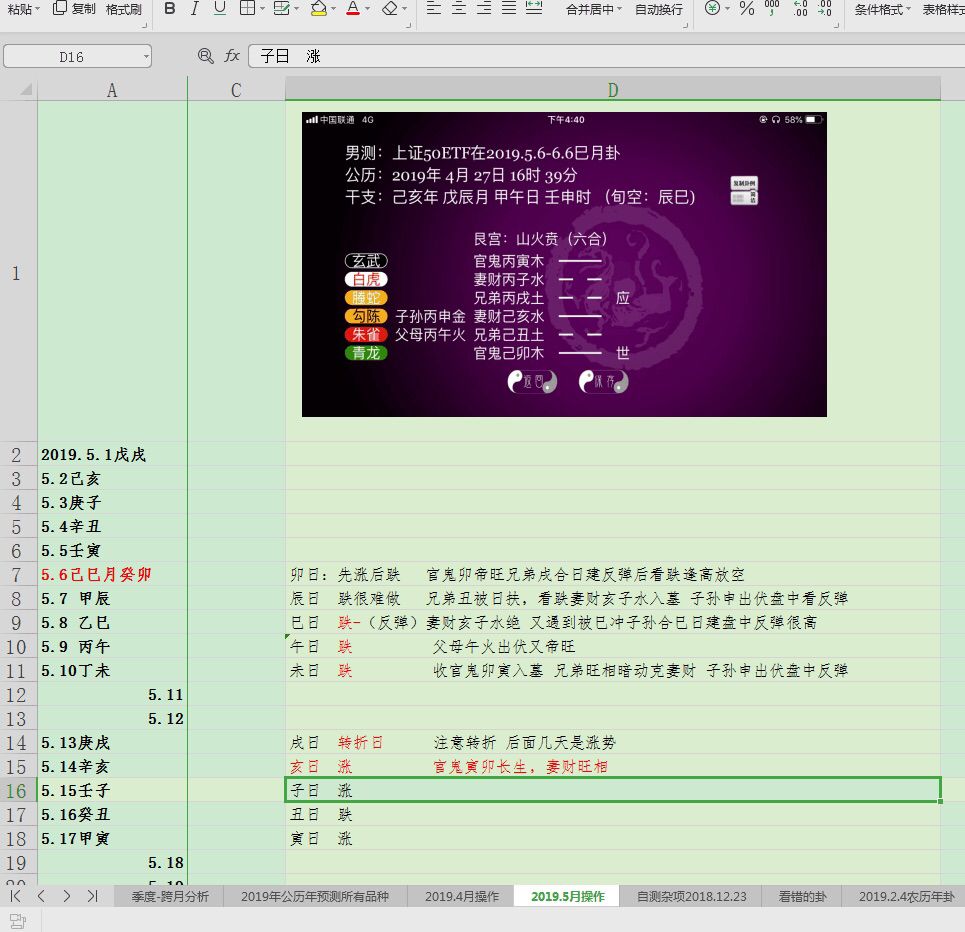 粘贴 复制 格式刷 B I U A 合并居中 自动换行 ¥ % 000 .00 .00 条件格式 表格样式
D16 fx 子日 涨
A C D
1
中国联通 4G 下午4:40 58%
男测：上证50ETF在2019.5.6-6.6巳月卦
公历：2019年 4月 27日 16时 39分
干支：己亥年 戊辰月 甲午日 壬申时 （旬空：辰巳）
复制卦例
简洁
艮宫：山火贲（六合）
玄武 官鬼丙寅木
白虎 妻财丙子水
螣蛇 兄弟丙戌土 应
勾陈 子孙丙申金 妻财己亥水
朱雀 父母丙午火 兄弟己丑土
青龙 官鬼己卯木 世
返回 保存
2 2019.5.1戊戌
3 5.2己亥
4 5.3庚子
5 5.4辛丑
6 5.5壬寅
7 5.6己巳月癸卯 卯日：先涨后跌 官鬼卯帝旺兄弟戌合日建反弹后看跌逢高放空
8 5.7 甲辰 辰日 跌很难做 兄弟丑被日扶，看跌妻财亥子水入墓 子孙申出伏盘中看反弹
9 5.8 乙巳 巳日 跌-（反弹）妻财亥子水绝 又遇到被巳冲子孙合巳日建盘中反弹很高
10 5.9 丙午 午日 跌 父母午火出伏又帝旺
11 5.10丁未 未日 跌 收官鬼卯寅入墓 兄弟旺相暗动克妻财 子孙申出伏盘中反弹
12 5.11
13 5.12
14 5.13庚戌 戌日 转折日 注意转折 后面几天是涨势
15 5.14辛亥 亥日 涨 官鬼寅卯长生，妻财旺相
16 5.15壬子 子日 涨
17 5.16癸丑 丑日 跌
18 5.17甲寅 寅日 涨
19 5.18
季度-跨月分析 2019年公历年预测所有品种 2019.4月操作 2019.5月操作 自测杂项2018.12.23 看错的卦 2019.2.4农历年卦